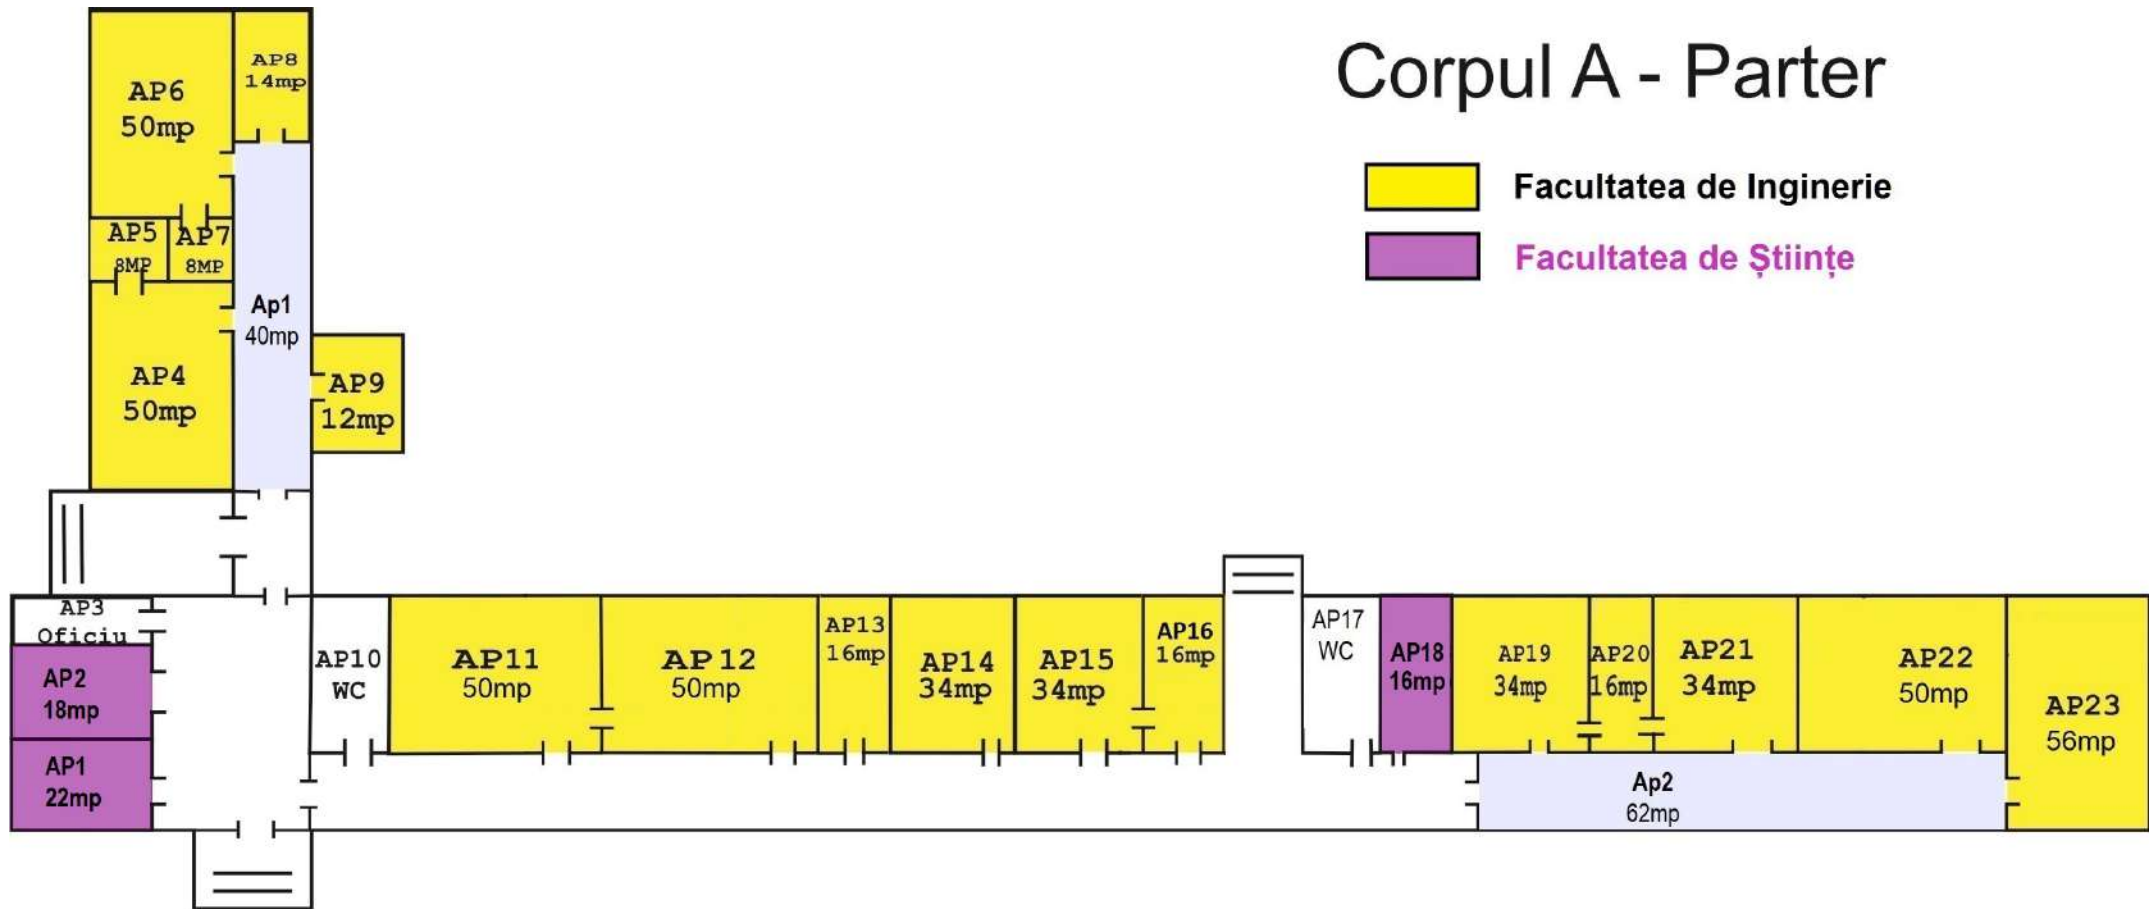 Corpul A - Parter
Facultatea de Inginerie
Facultatea de Științe
AP6
50mp
AP8
14mp
AP5
8MP
AP7
8MP
Ap1
40mp
AP4
50mp
AP9
12mp
AP3
Oficiu
AP2
18mp
AP1
22mp
AP10
WC
AP11
50mp
AP12
50mp
AP13
16mp
AP14
34mp
AP15
34mp
AP16
16mp
AP17
WC
AP18
16mp
AP19
34mp
AP20
16mp
AP21
34mp
AP22
50mp
AP23
56mp
Ap2
62mp